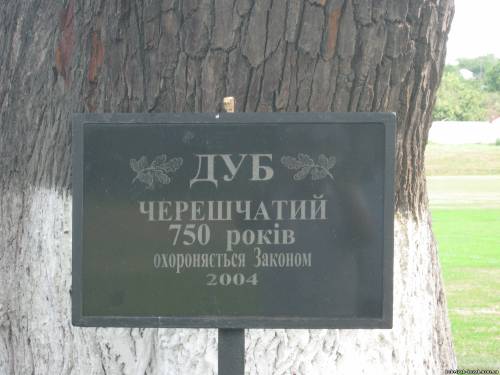 ДУБ
ЧЕРЕШЧАТИЙ
750 років
охороняється Законом
2004